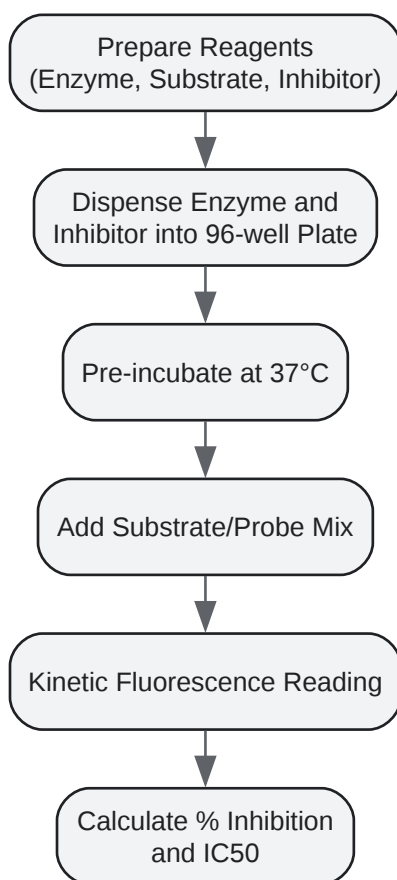 Prepare Reagents
(Enzyme, Substrate, Inhibitor)
Dispense Enzyme and
Inhibitor into 96-well Plate
Pre-incubate at 37°C
Add Substrate/Probe Mix
Kinetic Fluorescence Reading
Calculate % Inhibition
and IC50